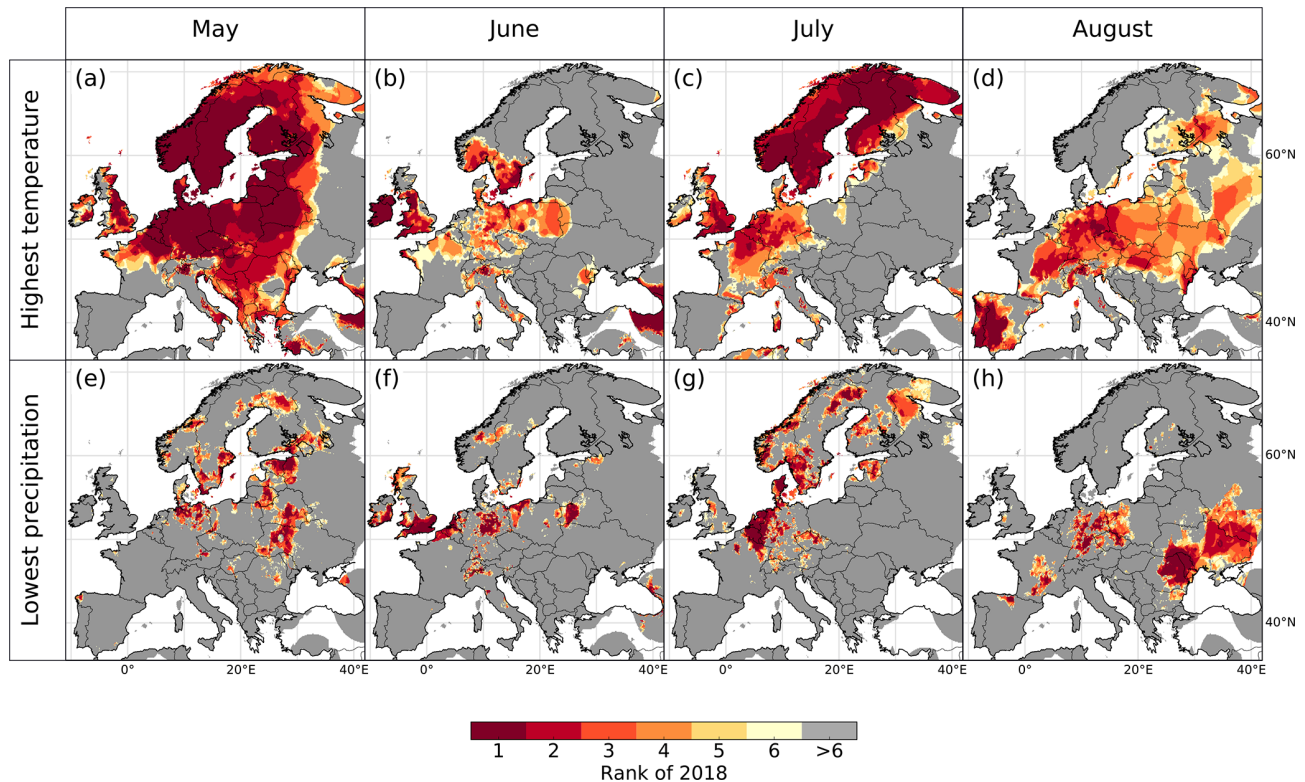 May
June
July
August
Highest temperature
(a)
(b)
(c)
(d)
60°N
40°N
Lowest precipitation
(e)
(f)
(g)
(h)
60°N
40°N
0° 20°E 40°E 0° 20°E 40°E 0° 20°E 40°E 0° 20°E 40°E
1 2 3 4 5 6 >6
Rank of 2018